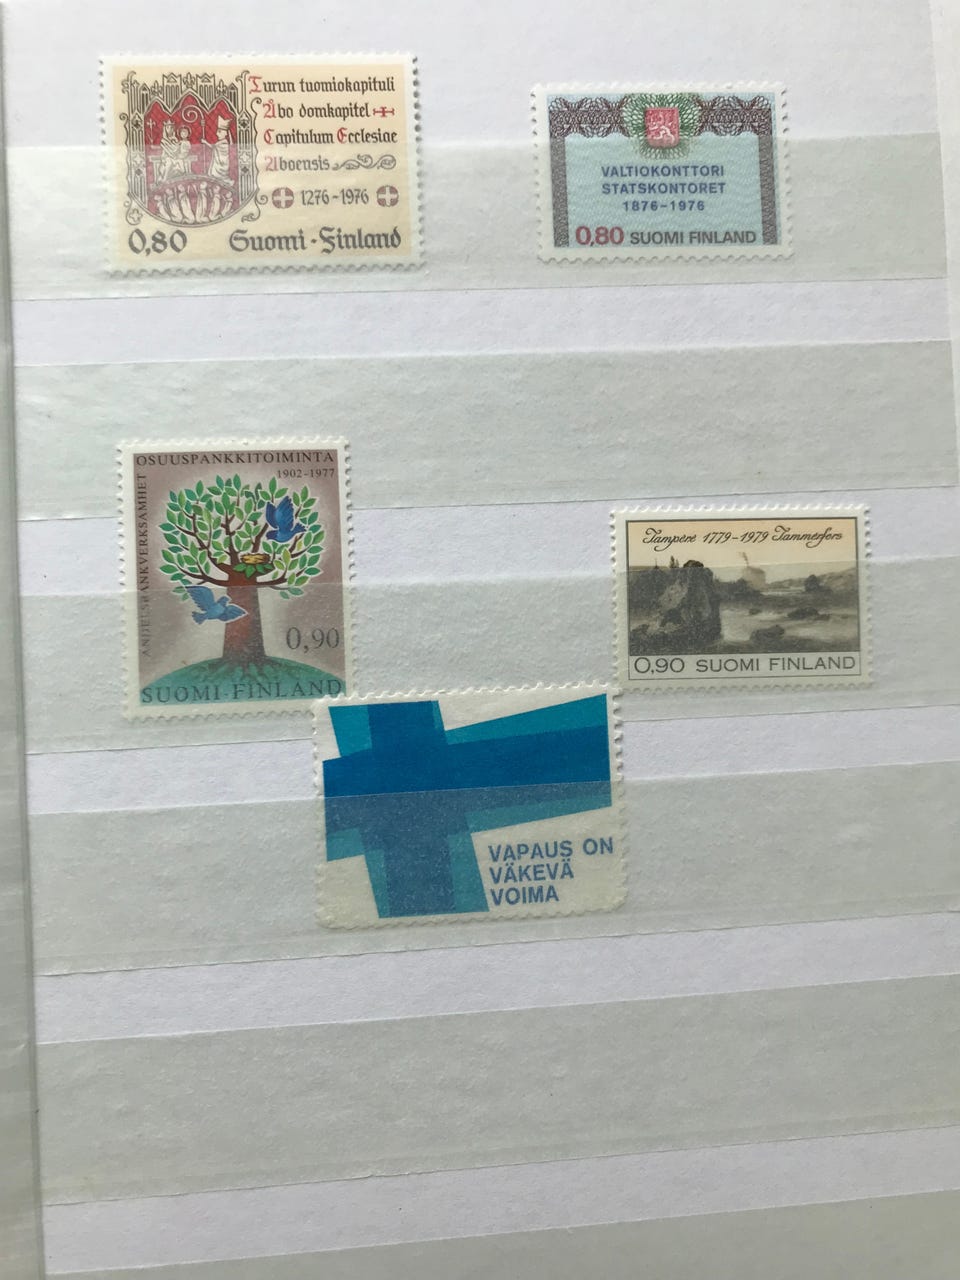 Turun tuomiokapituli
Åbo domkapitel
Capitulum Ecclesiae
Aboensis
1276-1976
0,80 Suomi-Finland
VALTIOKONTTORI
STATSKONTORET
1876-1976
0,80 SUOMI FINLAND
OSUUSPANKKITOIMINTA
1902-1977
ANDELSBANKVERKSAMHET
0,90
SUOMI-FINLAND
Tampere 1779-1979 Tammerfors
0,90 SUOMI FINLAND
VAPAUS ON
VÄKEVÄ
VOIMA